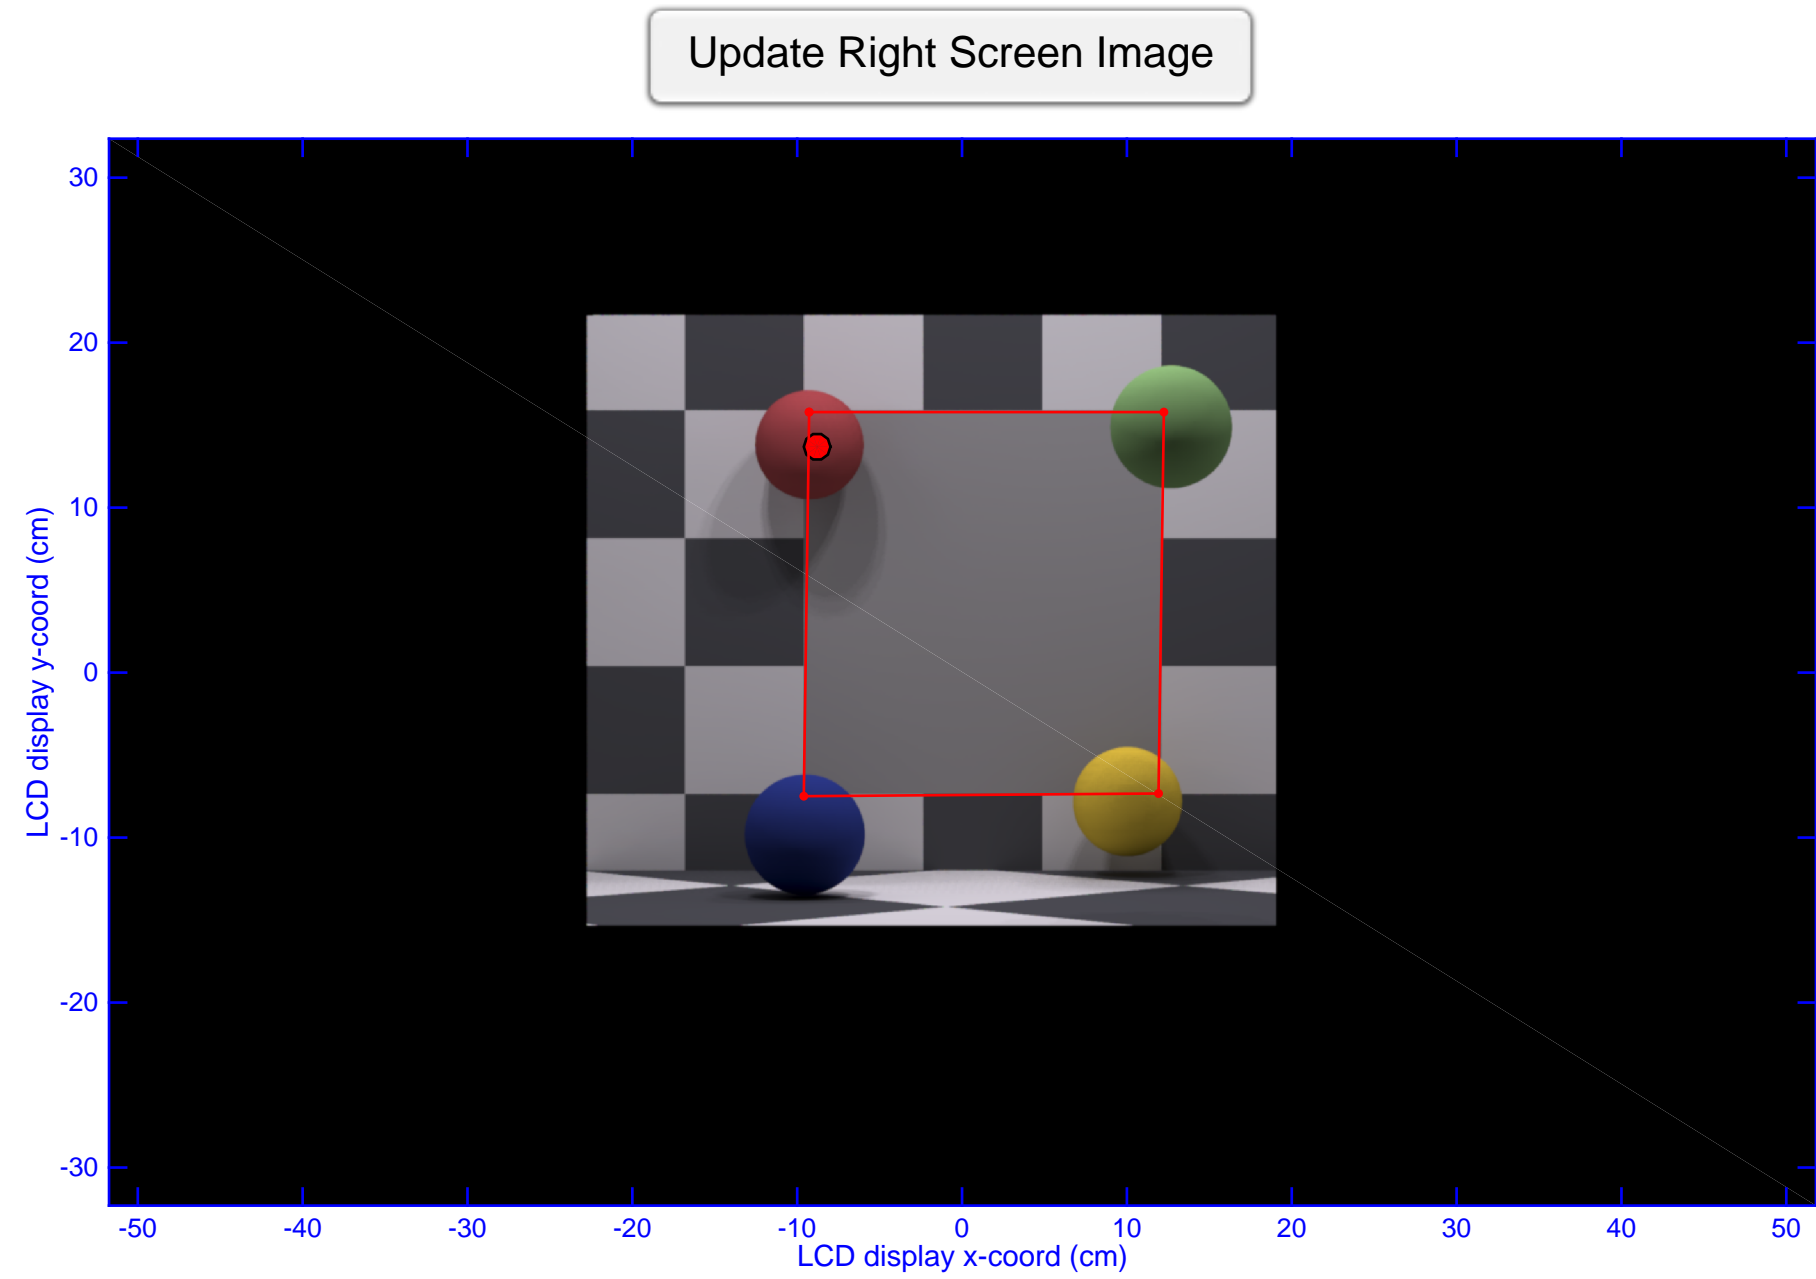 Update Right Screen Image
30
20
10
0
-10
-20
-30
LCD display y-coord (cm)
-50 -40 -30 -20 -10 0 10 20 30 40 50
LCD display x-coord (cm)